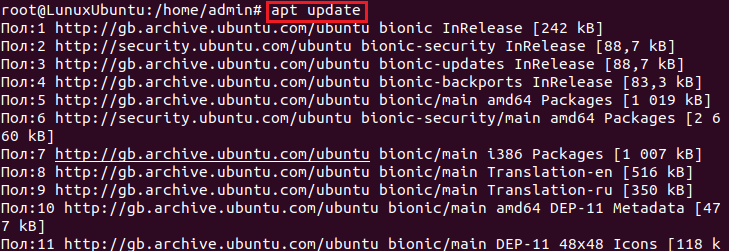 root@LunuxUbuntu:/home/admin# apt update
Пол:1 http://gb.archive.ubuntu.com/ubuntu bionic InRelease [242 kB]
Пол:2 http://security.ubuntu.com/ubuntu bionic-security InRelease [88,7 kB]
Пол:3 http://gb.archive.ubuntu.com/ubuntu bionic-updates InRelease [88,7 kB]
Пол:4 http://gb.archive.ubuntu.com/ubuntu bionic-backports InRelease [83,3 kB]
Пол:5 http://gb.archive.ubuntu.com/ubuntu bionic/main amd64 Packages [1 019 kB]
Пол:6 http://security.ubuntu.com/ubuntu bionic-security/main amd64 Packages [2 6
60 kB]
Пол:7 http://gb.archive.ubuntu.com/ubuntu bionic/main i386 Packages [1 007 kB]
Пол:8 http://gb.archive.ubuntu.com/ubuntu bionic/main Translation-en [516 kB]
Пол:9 http://gb.archive.ubuntu.com/ubuntu bionic/main Translation-ru [350 kB]
Пол:10 http://gb.archive.ubuntu.com/ubuntu bionic/main amd64 DEP-11 Metadata [47
7 kB]
Пол:11 http://gb.archive.ubuntu.com/ubuntu bionic/main DEP-11 48x48 Icons [118 k